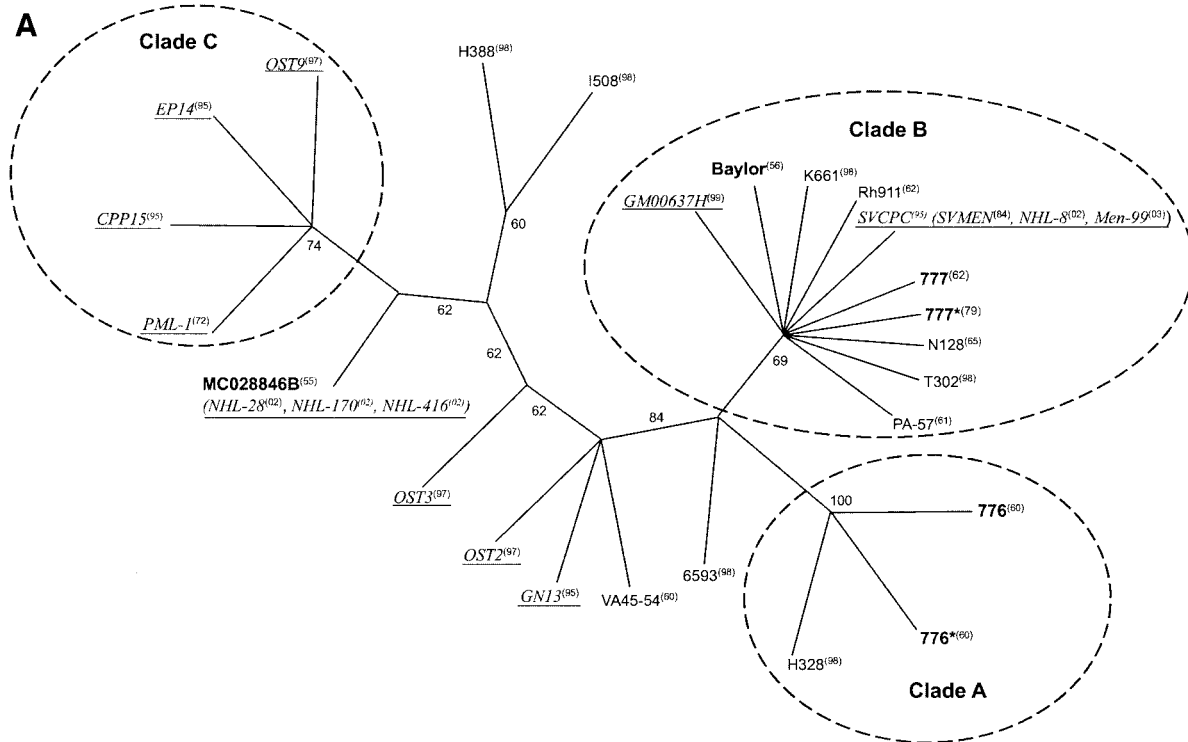 A
Clade C
OST9(97)
EP14(95)
CPP15(95)
74
PML-1(72)
H388(98)
I508(98)
60
62
62
62
MC028846B(55)
(NHL-28(02), NHL-170(02), NHL-416(02))
OST3(97)
OST2(97)
GN13(95)
VA45-54(60)
84
6593(98)
Clade B
Baylor(56)
K661(98)
Rh911(62)
GM00637H(99)
SVCPC(95) (SVMEN(84), NHL-8(02), Men-99(03))
777(62)
777*(79)
N128(65)
69
T302(98)
PA-57(61)
100
776(60)
776*(60)
H328(98)
Clade A